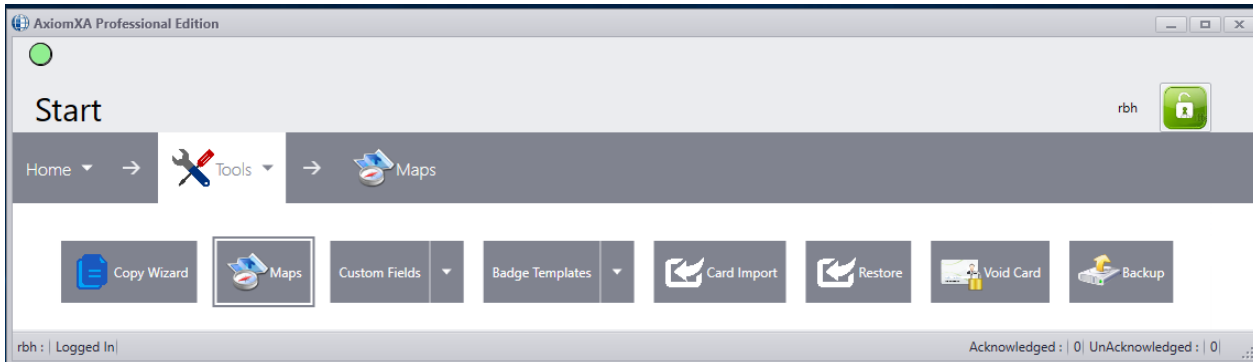 AxiomXA Professional Edition
Start
rbh
Home → Tools → Maps
Copy Wizard Maps Custom Fields Badge Templates Card Import Restore Void Card Backup
rbh : | Logged In| Acknowledged : | 0| UnAcknowledged : | 0|